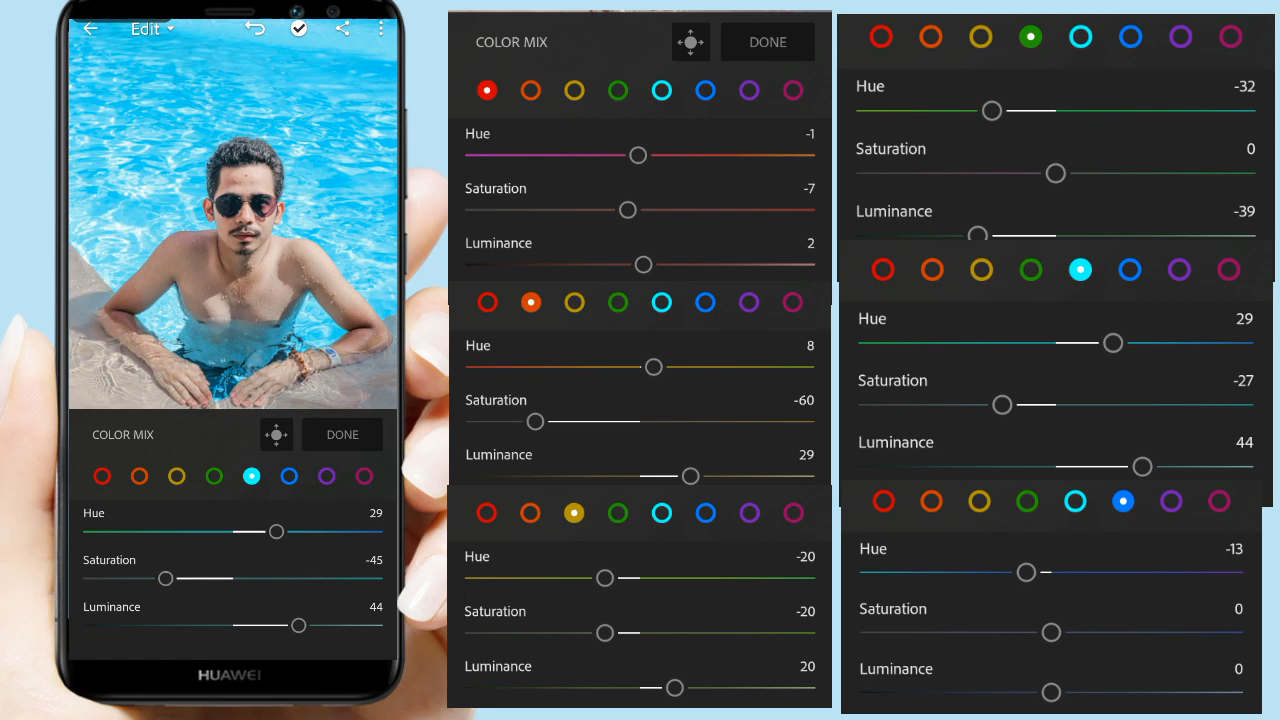 Edit
COLOR MIX
DONE
Hue 29
Saturation -45
Luminance 44
HUAWEI
COLOR MIX
DONE
Hue -1
Saturation -7
Luminance 2
Hue 8
Saturation -60
Luminance 29
Hue -20
Saturation -20
Luminance 20
Hue -32
Saturation 0
Luminance -39
Hue 29
Saturation -27
Luminance 44
Hue -13
Saturation 0
Luminance 0